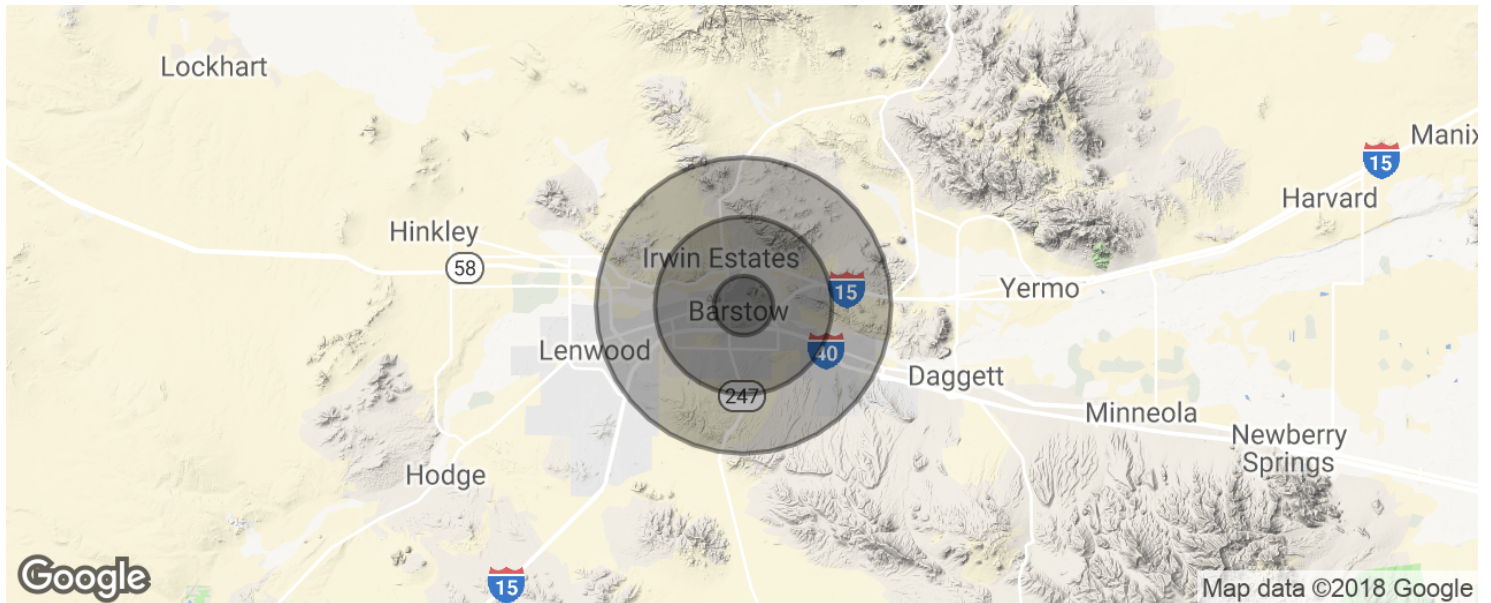 Lockhart
Manix
15
Harvard
Hinkley
58
Irwin Estates
Yermo
15
Barstow
Lenwood
40
Daggett
247
Minneola
Newberry
Springs
Hodge
Google
15
Map data ©2018 Google